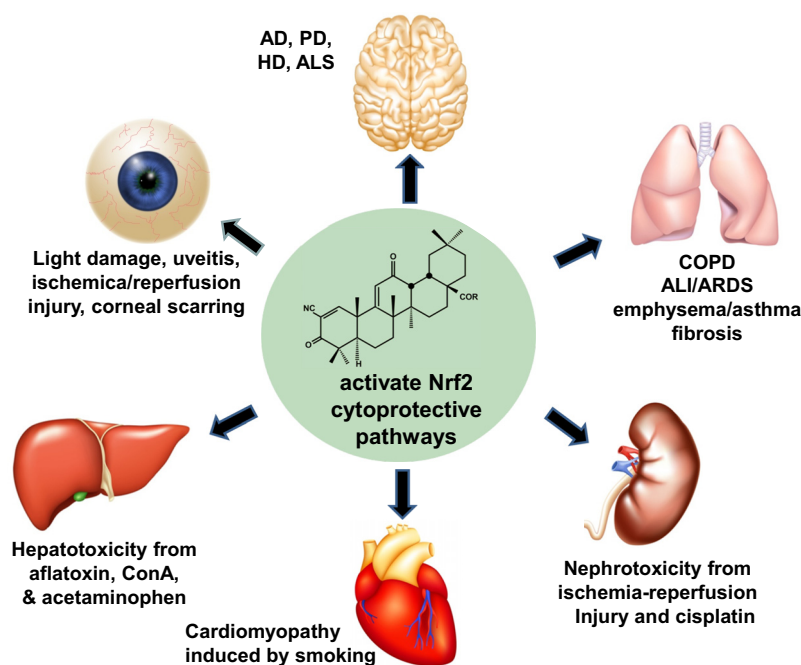 AD, PD,
HD, ALS
Light damage, uveitis,
ischemica/reperfusion
injury, corneal scarring
COPD
ALI/ARDS
emphysema/asthma
fibrosis
O
COR
NC
O
H
activate Nrf2
cytoprotective
pathways
Hepatotoxicity from
aflatoxin, ConA,
& acetaminophen
Cardiomyopathy
induced by smoking
Nephrotoxicity from
ischemia-reperfusion
Injury and cisplatin